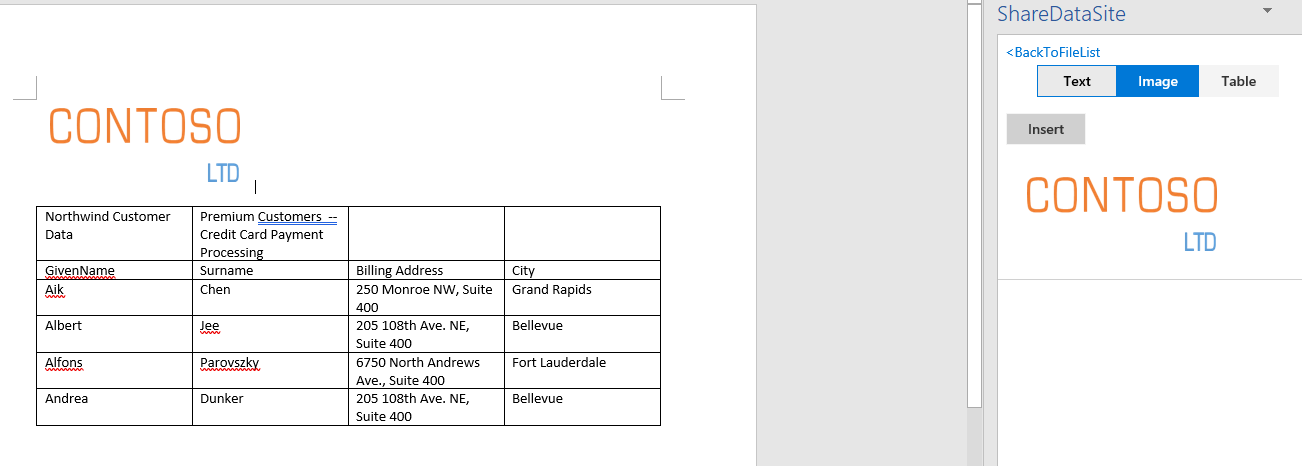 CONTOSO
LTD
Northwind Customer
Data
Premium Customers --
Credit Card Payment
Processing
GivenName
Surname
Billing Address
City
Aik
Chen
250 Monroe NW, Suite
400
Grand Rapids
Albert
Jee
205 108th Ave. NE,
Suite 400
Bellevue
Alfons
Parovszky
6750 North Andrews
Ave., Suite 400
Fort Lauderdale
Andrea
Dunker
205 108th Ave. NE,
Suite 400
Bellevue
ShareDataSite
<BackToFileList
Text
Image
Table
Insert
CONTOSO
LTD